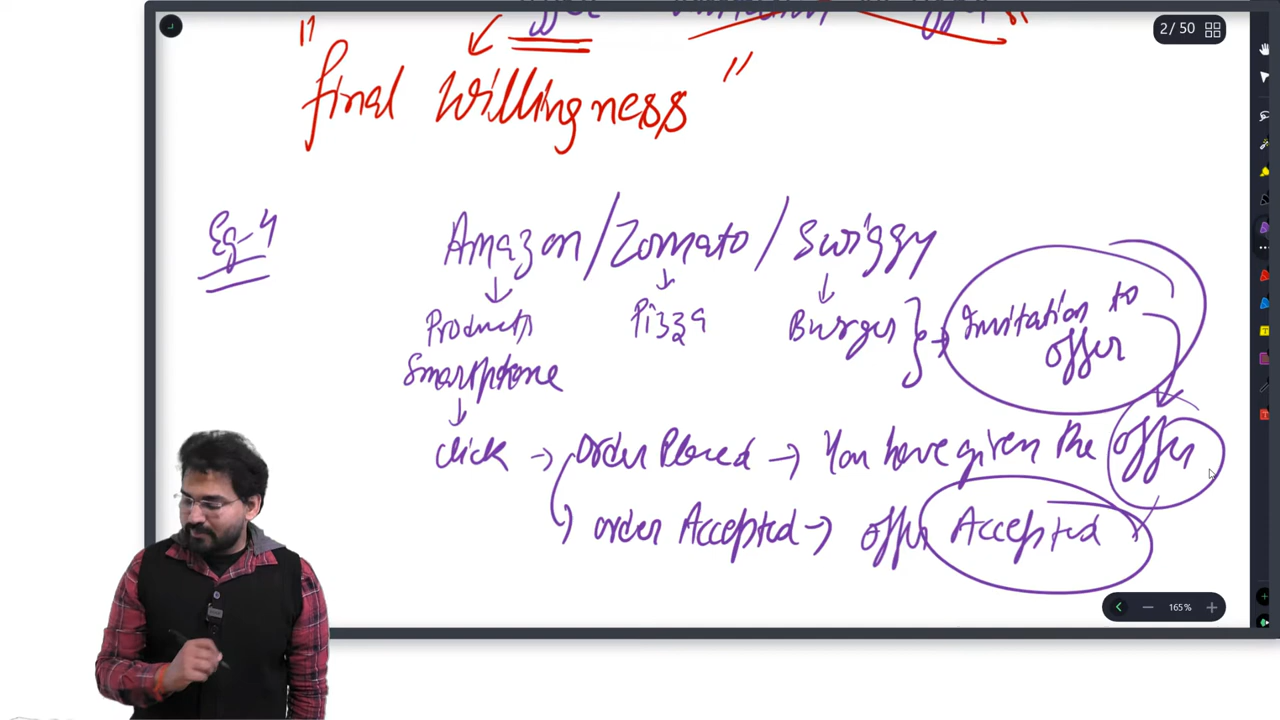 2/ 50
"
"
final Willingness "
Eg-4
Amazon / Zomato / Swiggy
Products
Pizza
Burger
Invitation to
offer
Smartphone
click → Order Placed → You have given the offer
order Accepted → offer Accepted
165%